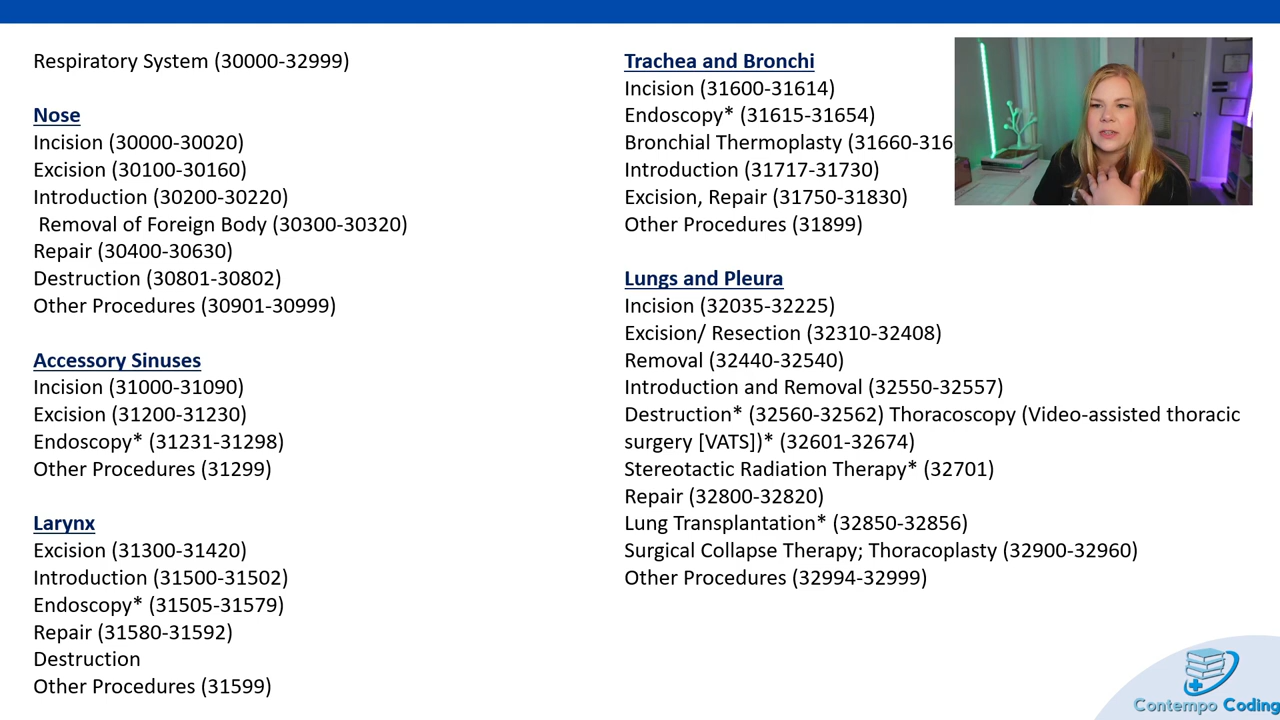 Respiratory System (30000-32999)
Nose
Incision (30000-30020)
Excision (30100-30160)
Introduction (30200-30220)
Removal of Foreign Body (30300-30320)
Repair (30400-30630)
Destruction (30801-30802)
Other Procedures (30901-30999)
Accessory Sinuses
Incision (31000-31090)
Excision (31200-31230)
Endoscopy* (31231-31298)
Other Procedures (31299)
Larynx
Excision (31300-31420)
Introduction (31500-31502)
Endoscopy* (31505-31579)
Repair (31580-31592)
Destruction
Other Procedures (31599)
Trachea and Bronchi
Incision (31600-31614)
Endoscopy* (31615-31654)
Bronchial Thermoplasty (31660-316
Introduction (31717-31730)
Excision, Repair (31750-31830)
Other Procedures (31899)
Lungs and Pleura
Incision (32035-32225)
Excision/ Resection (32310-32408)
Removal (32440-32540)
Introduction and Removal (32550-32557)
Destruction* (32560-32562) Thoracoscopy (Video-assisted thoracic
surgery [VATS])* (32601-32674)
Stereotactic Radiation Therapy* (32701)
Repair (32800-32820)
Lung Transplantation* (32850-32856)
Surgical Collapse Therapy; Thoracoplasty (32900-32960)
Other Procedures (32994-32999)
Contempo Coding